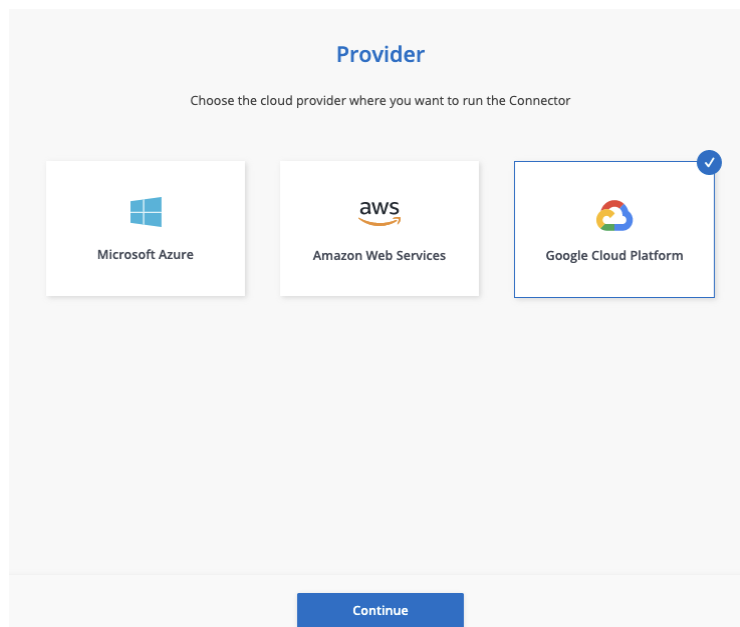 Provider
Choose the cloud provider where you want to run the Connector
aws
Microsoft Azure
Amazon Web Services
Google Cloud Platform
Continue